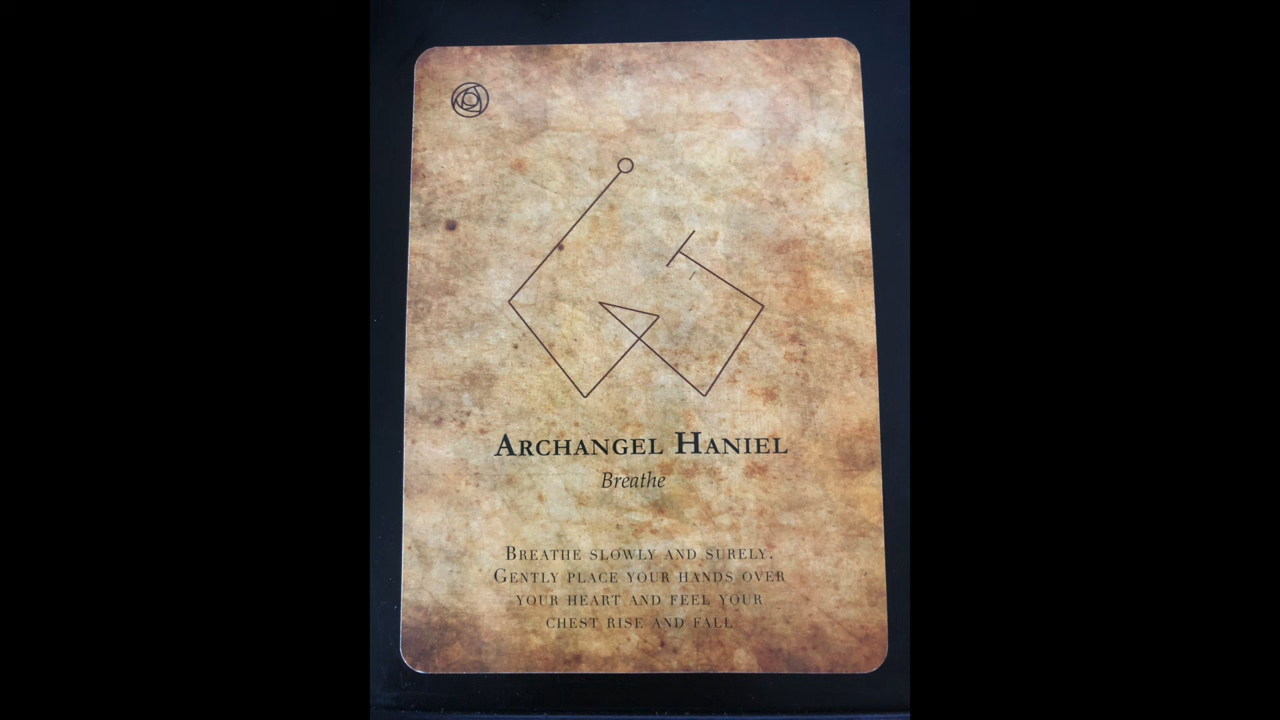 Archangel Haniel
Breathe
Breathe slowly and surely.
Gently place your hands over
your heart and feel your
chest rise and fall